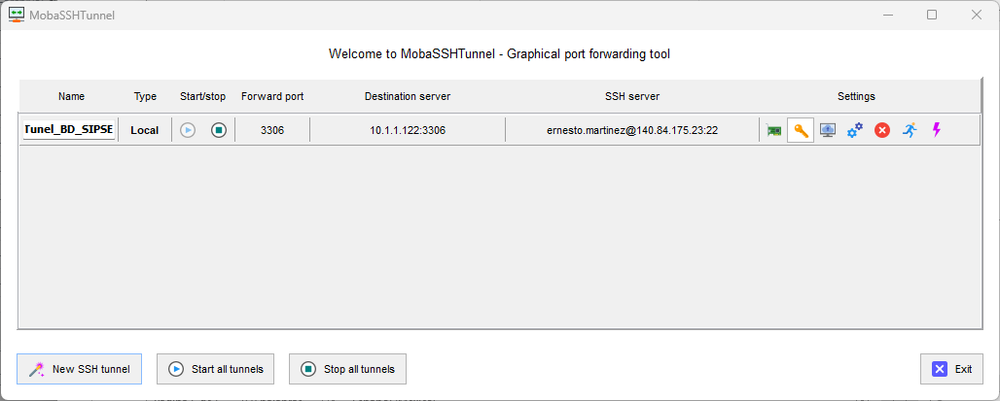 MobaSSHTunnel
Welcome to MobaSSHTunnel - Graphical port forwarding tool
Name Type Start/stop Forward port Destination server SSH server Settings
Tunel_BD_SIPSE Local 3306 10.1.1.122:3306 ernesto.martinez@140.84.175.23:22
New SSH tunnel Start all tunnels Stop all tunnels Exit